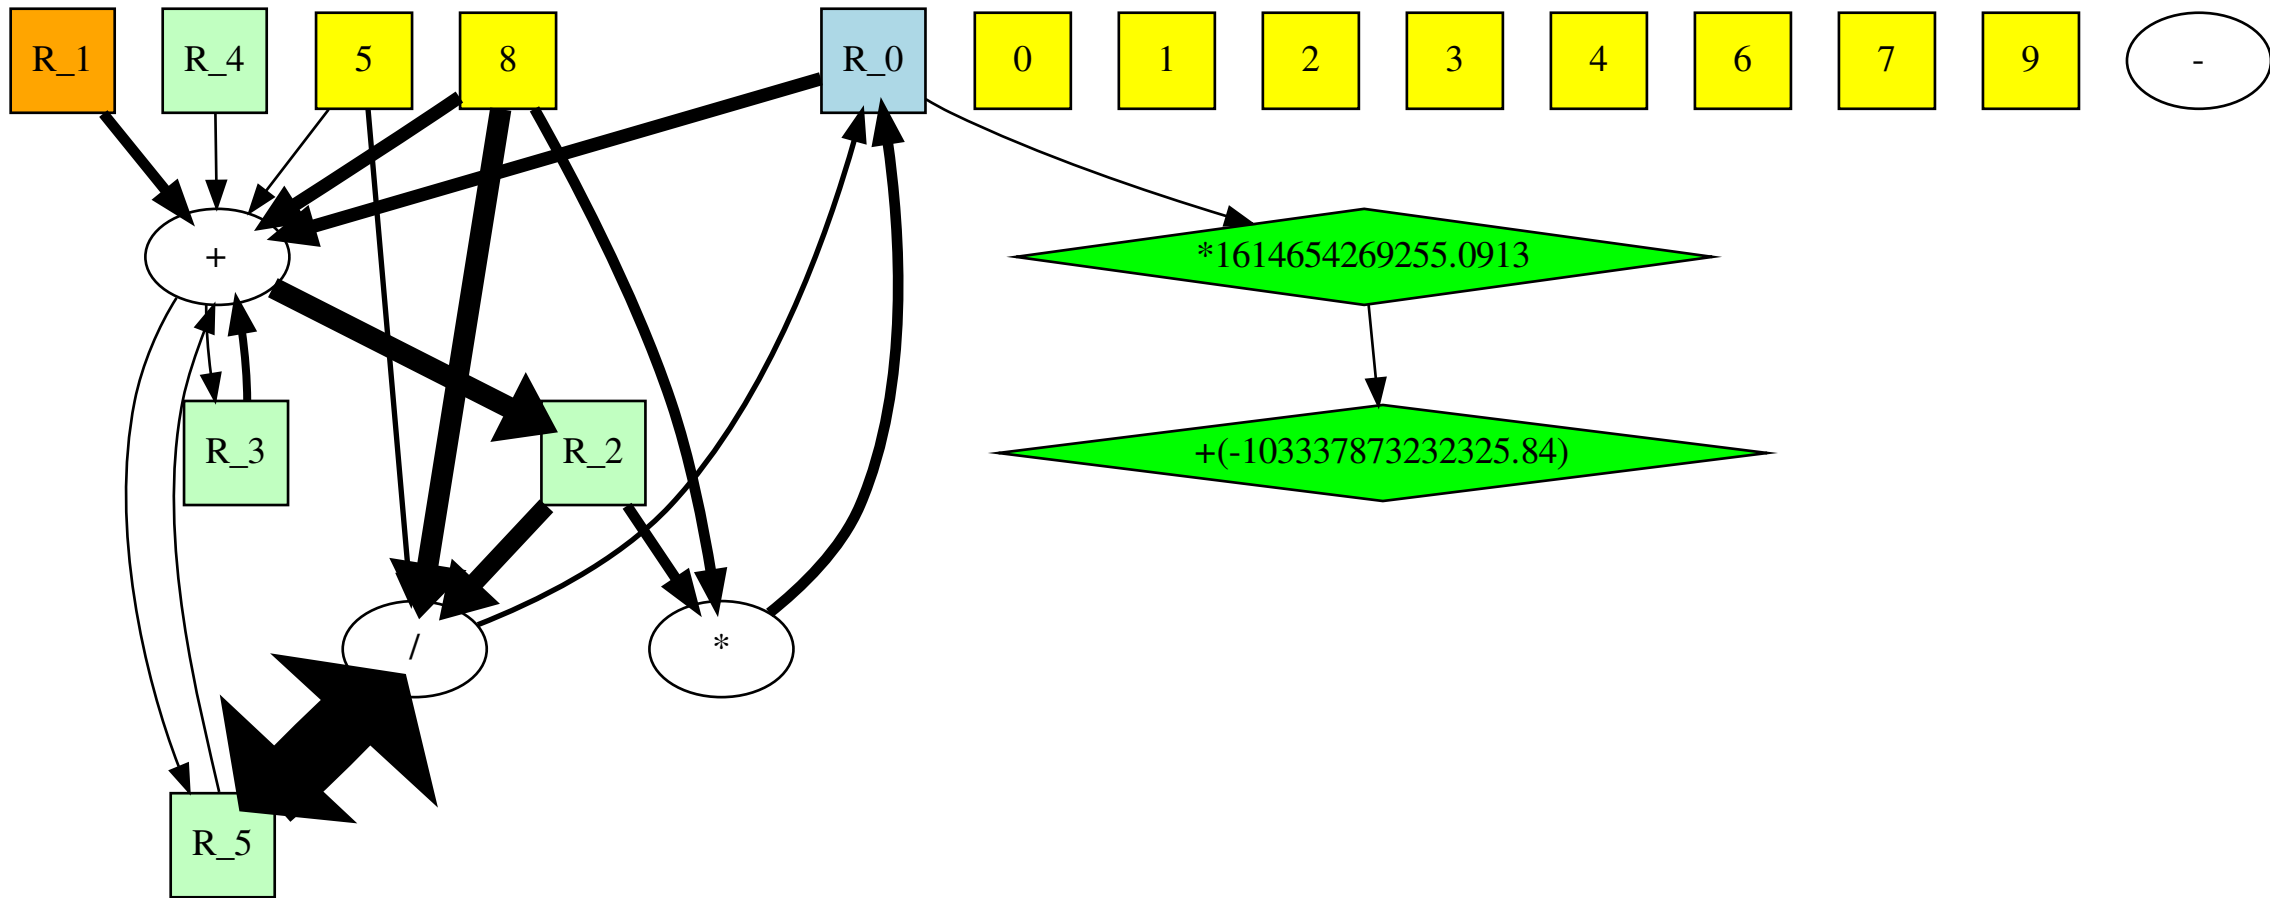 R_1
R_4
5
8
R_0
0
1
2
3
4
6
7
9
-
+
*1614654269255.0913
R_3
R_2
+(-103337873232325.84)
/
*
R_5